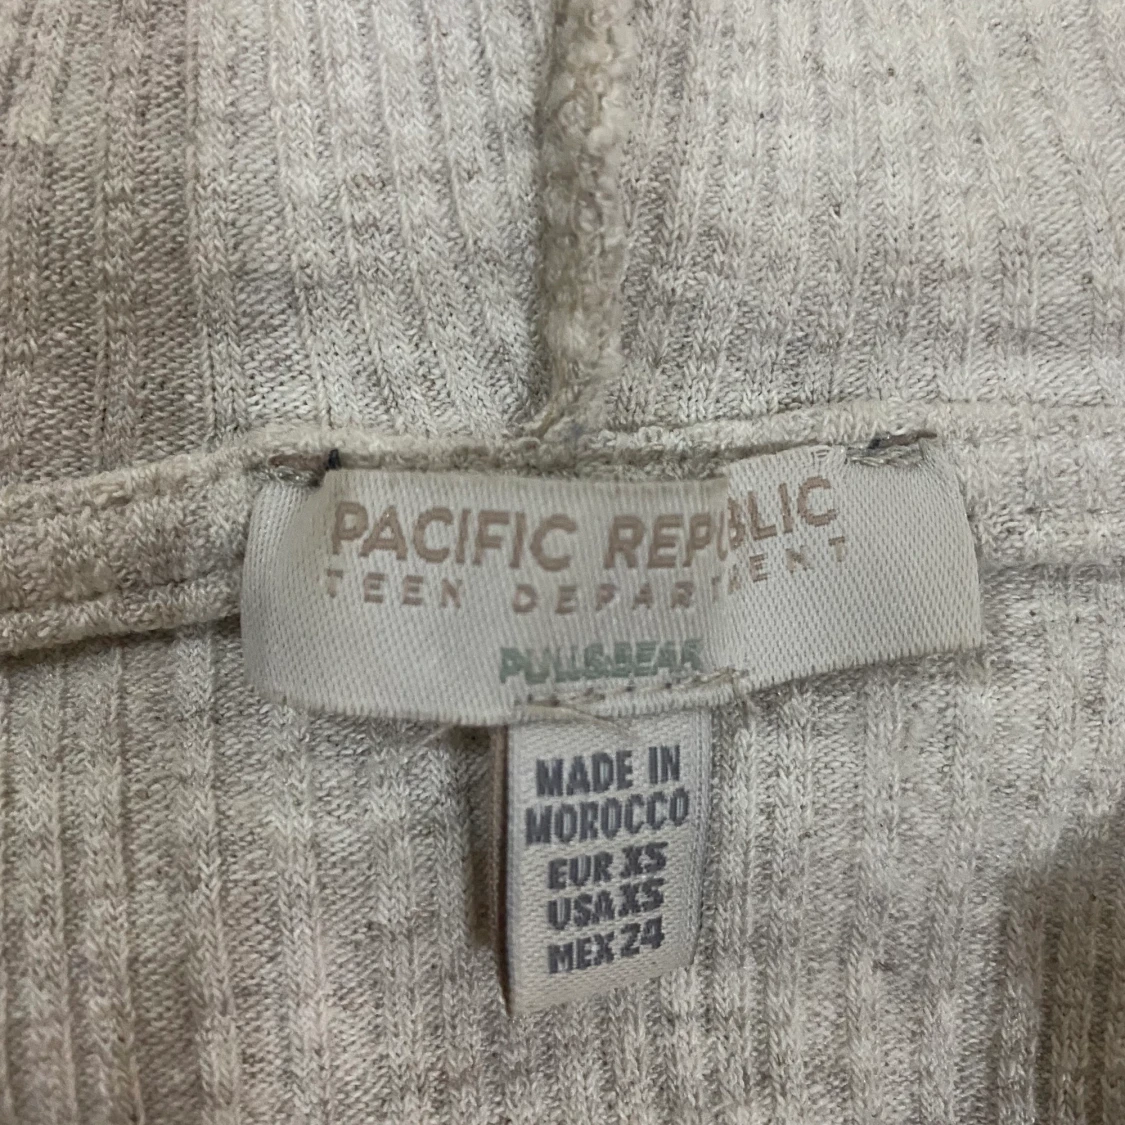 PACIFIC REPUBLIC
TEEN DEPARTMENT
PULL&BEAR
MADE IN
MOROCCO
EUR XS
USA XS
MEX 24